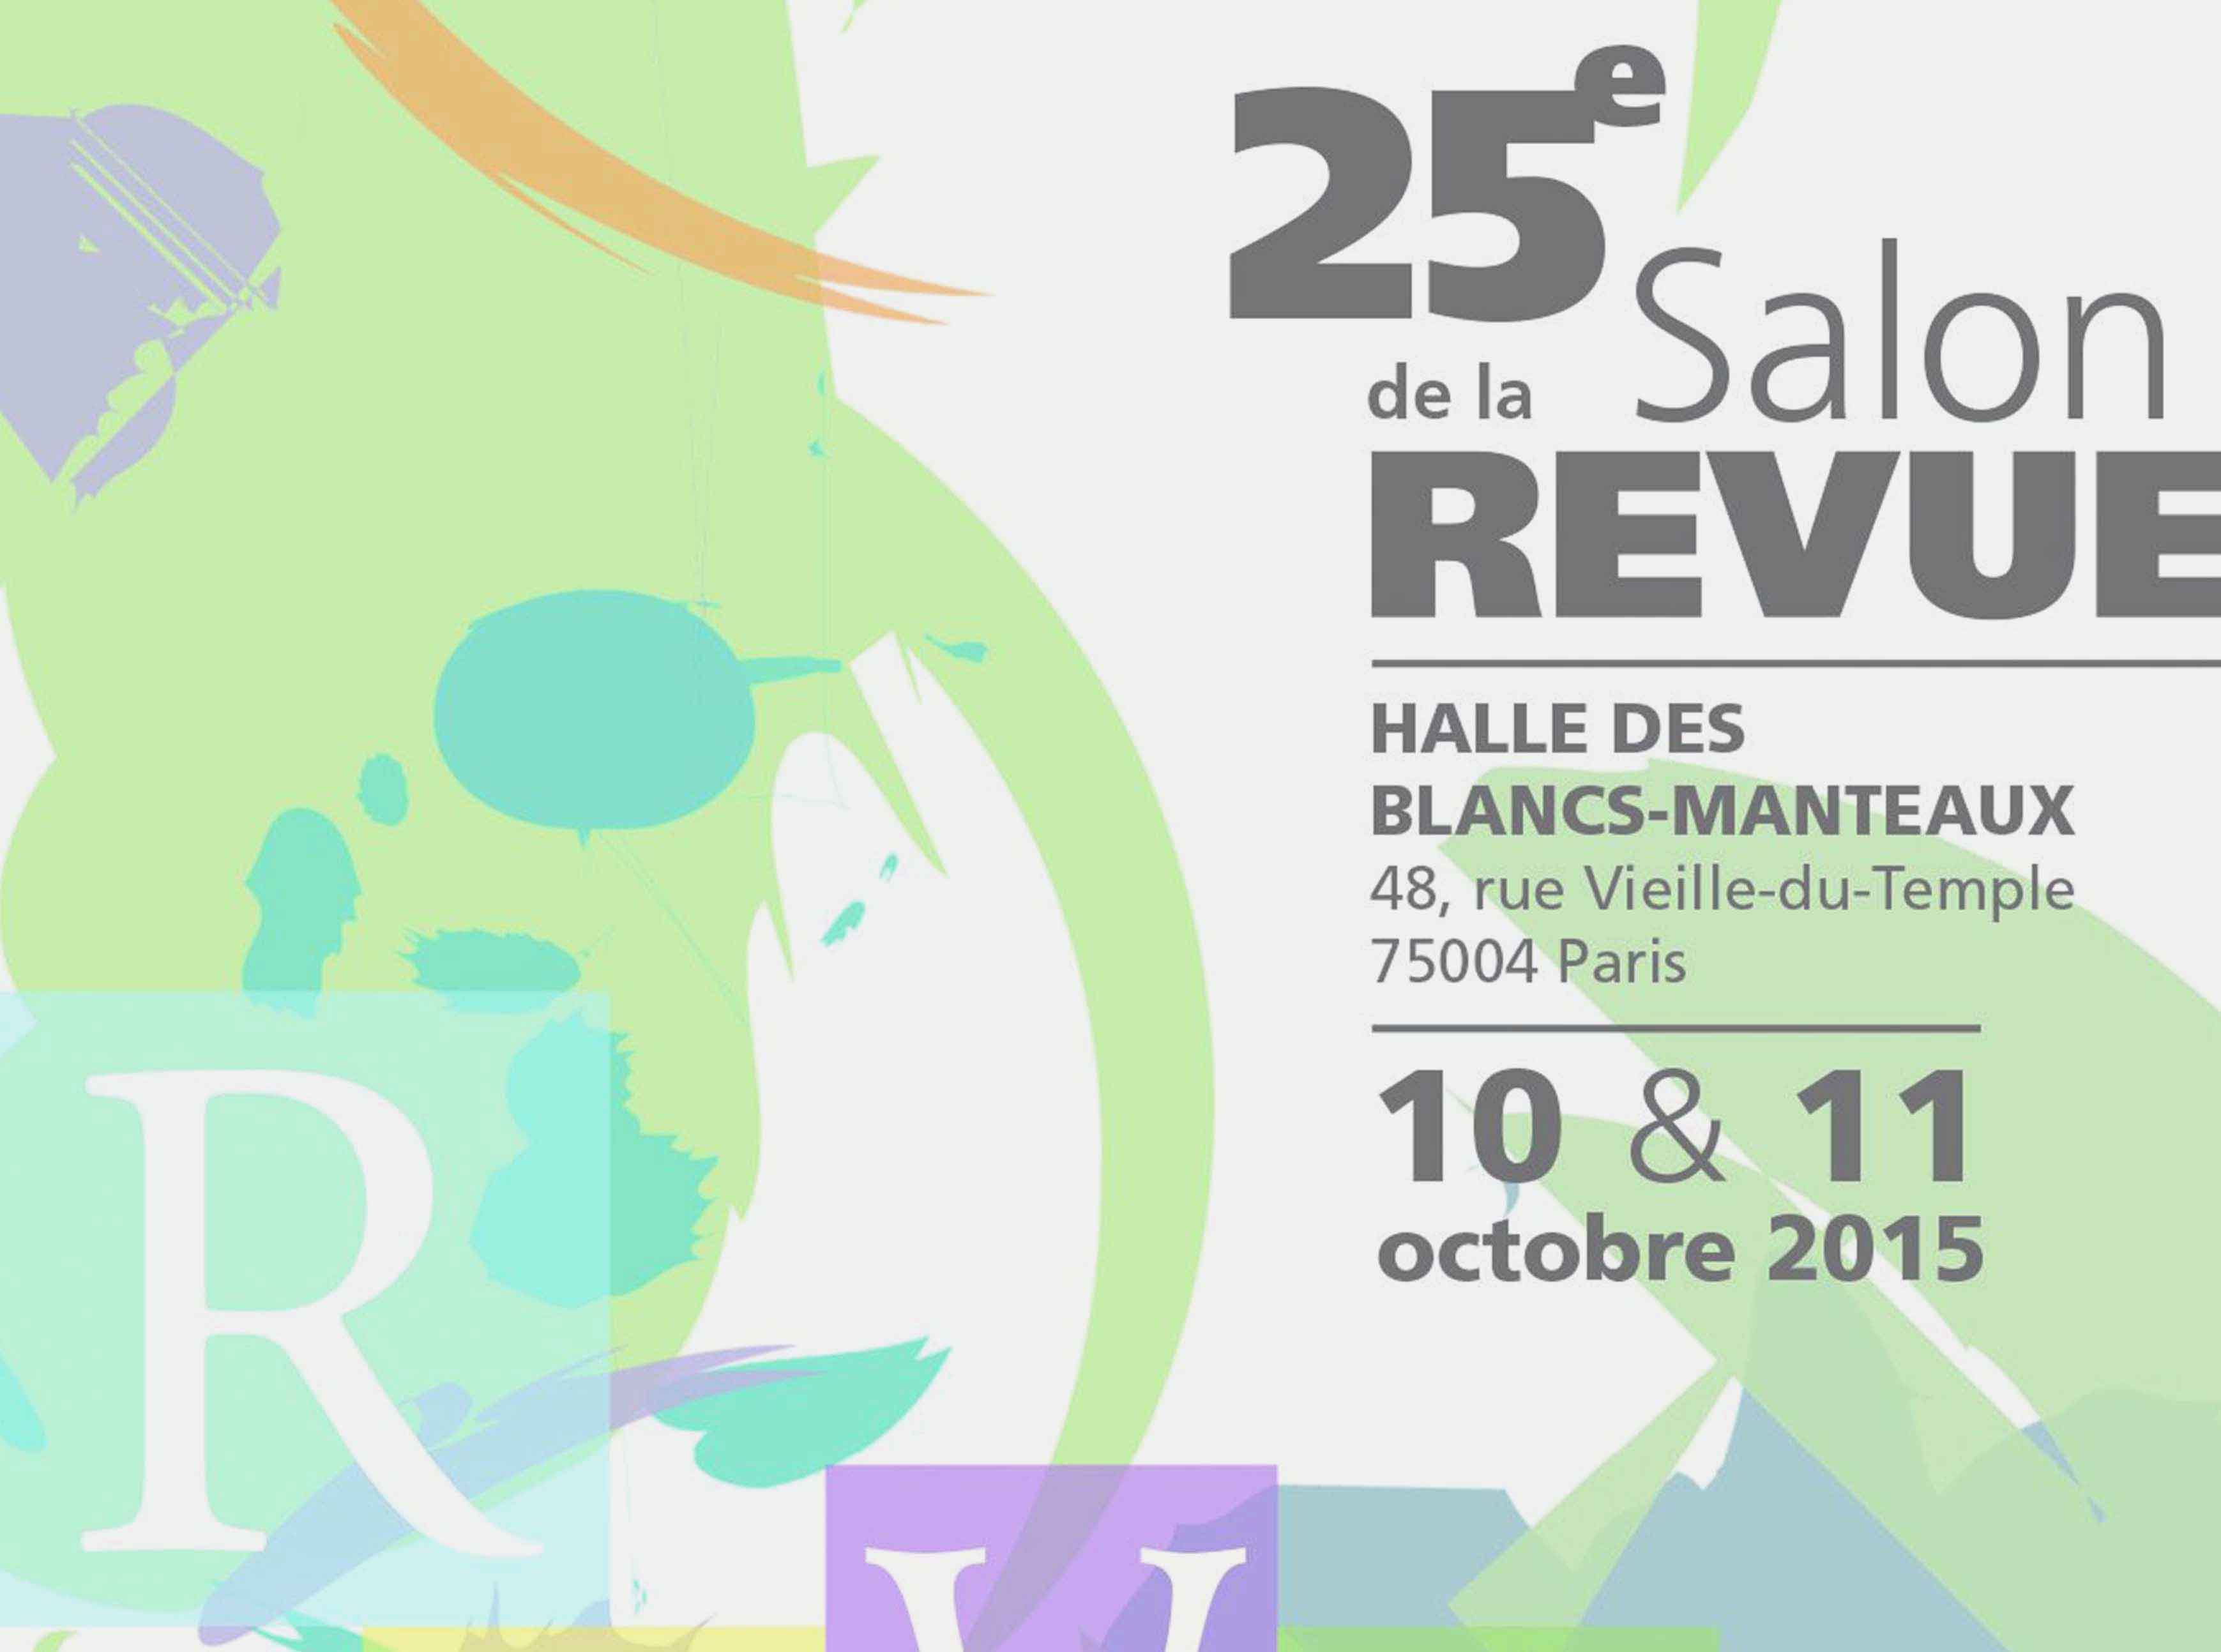 25e
Salon
de la
REVUE
HALLE DES
BLANCS-MANTEAUX
48, rue Vieille-du-Temple
75004 Paris
10 & 11
octobre 2015
R
V